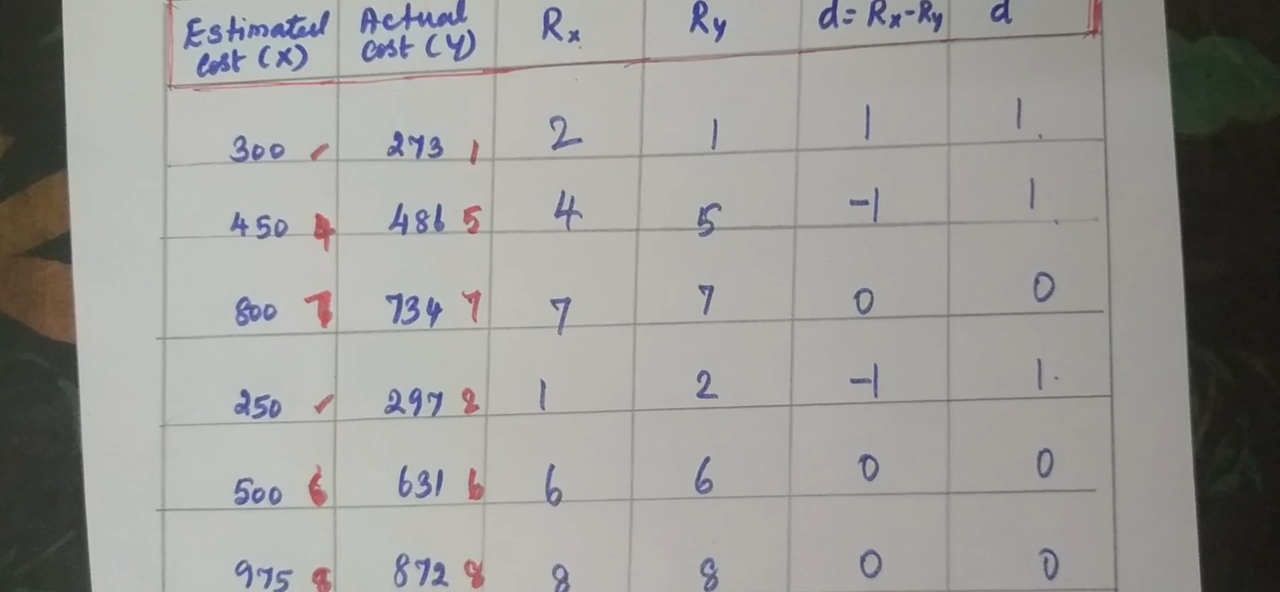 Estimated cost (X) Actual cost (Y) Rx Ry d= Rx-Ry d
300 ✓ 273 1 2 1 1 1.
450 4 486 5 4 5 -1 1.
800 7 734 7 7 7 0 0
250 ✓ 297 2 1 2 -1 1.
500 6 631 6 6 6 0 0
975 8 872 8 8 8 0 0